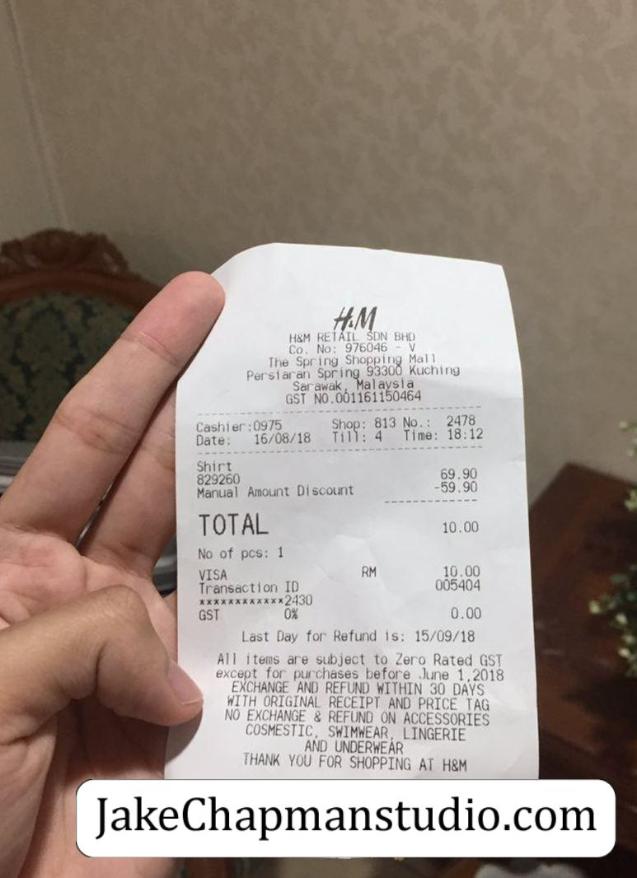 H&M
H&M RETAIL SDN BHD
Co. No: 976046 - V
The Spring Shopping Mall
Persiaran Spring 93300 Kuching
Sarawak, Malaysia
GST NO.001161150464
Cashier:0975 Shop: 813 No.: 2478
Date: 16/08/18 Till: 4 Time: 18:12
Shirt
829260 69.90
Manual Amount Discount -59.90
TOTAL 10.00
No of pcs: 1
VISA RM 10.00
Transaction ID 005404
************2430
GST 0% 0.00
Last Day for Refund is: 15/09/18
All items are subject to Zero Rated GST
except for purchases before June 1,2018
EXCHANGE AND REFUND WITHIN 30 DAYS
WITH ORIGINAL RECEIPT AND PRICE TAG
NO EXCHANGE & REFUND ON ACCESSORIES
COSMESTIC, SWIMWEAR, LINGERIE
AND UNDERWEAR
THANK YOU FOR SHOPPING AT H&M
JakeChapmanstudio.com